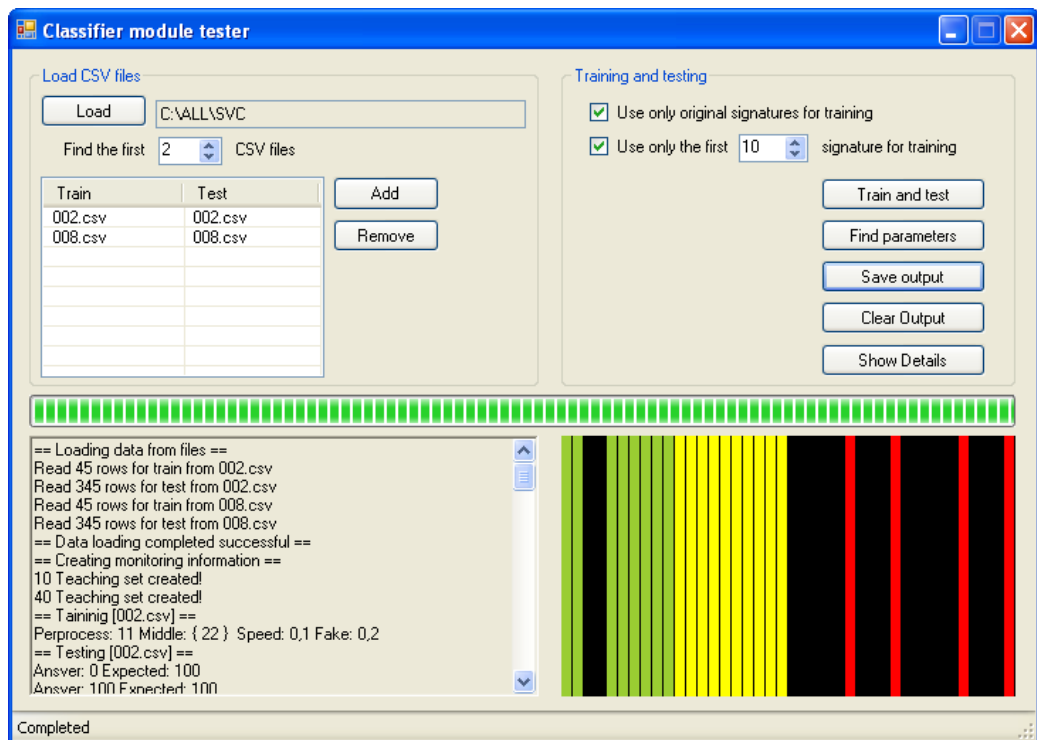 Classifier module tester
Load CSV files
Load C:\ALL\SVC
Find the first 2 CSV files
Train Test
002.csv 002.csv
008.csv 008.csv
Add
Remove
Training and testing
Use only original signatures for training
Use only the first 10 signature for training
Train and test
Find parameters
Save output
Clear Output
Show Details
== Loading data from files ==
Read 45 rows for train from 002.csv
Read 345 rows for test from 002.csv
Read 45 rows for train from 008.csv
Read 345 rows for test from 008.csv
== Data loading completed successful ==
== Creating monitoring information ==
10 Teaching set created!
40 Teaching set created!
== Taininig [002.csv] ==
Perprocess: 11 Middle: { 22 } Speed: 0,1 Fake: 0,2
== Testing [002.csv] ==
Ansver: 0 Expected: 100
Ansver: 100 Expected: 100
Completed